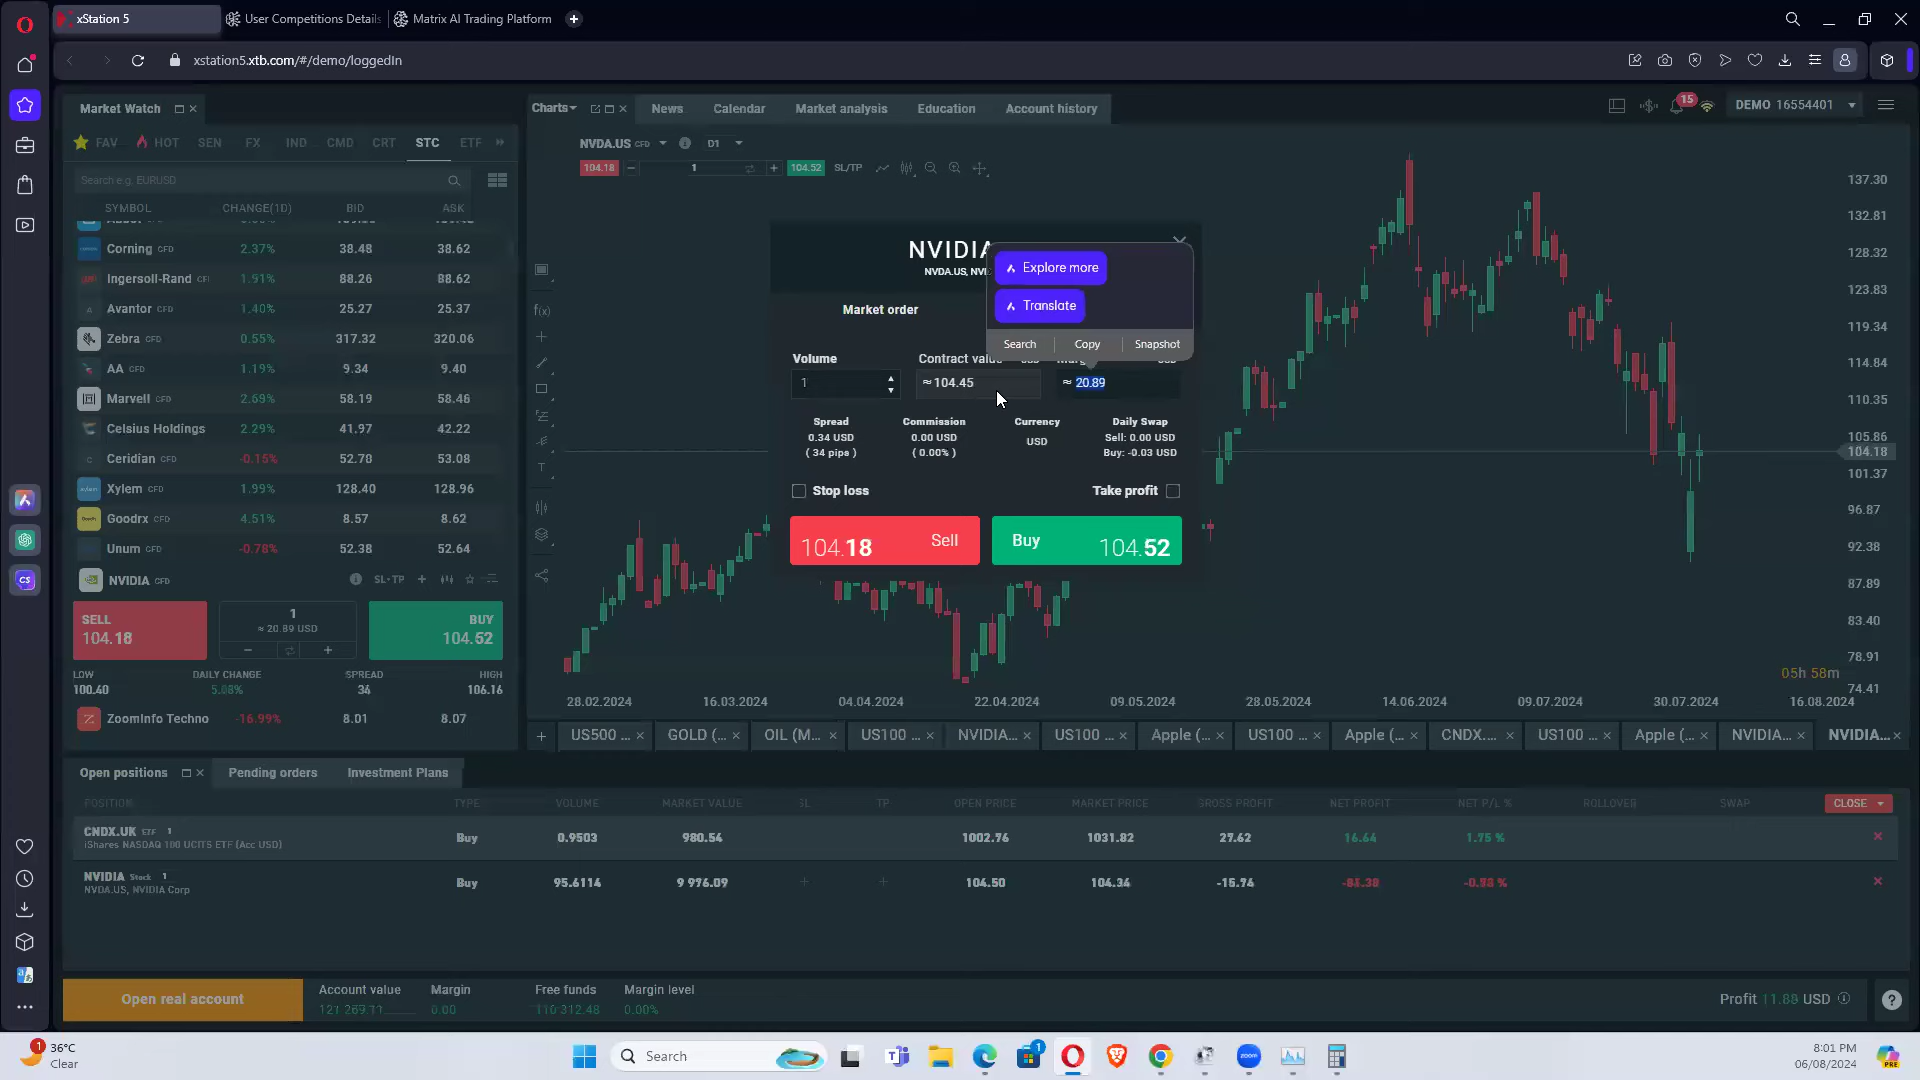 xStation 5
User Competitions Details
Matrix AI Trading Platform
xstation5.xtb.com/#/demo/loggedIn
Market Watch
FAV HOT SEN FX IND CMD CRT STC ETF
Search e.g. EURUSD
SYMBOL CHANGE(1D) BID ASK
Corning CFD 2.37% 38.48 38.62
Ingersoll-Rand CFI 1.91% 88.26 88.62
Avantor CFD 1.40% 25.27 25.37
Zebra CFD 0.55% 317.32 320.06
AA CFD 1.19% 9.34 9.40
Marvell CFD 2.59% 58.19 58.46
Celsius Holdings 2.29% 41.97 42.22
Ceridian CFD -0.15% 52.70 53.08
Xylem CFD 1.99% 128.40 128.96
Goodrx CFD 4.51% 8.57 8.62
Unum CFD -0.78% 52.38 52.64
NVIDIA CFD SL+TP
SELL 104.18
1
≈ 20.89 USD
BUY 104.52
LOW DAILY CHANGE SPREAD HIGH
100.40 5.08% 34 106.16
ZoomInfo Techno -16.99% 8.01 8.07
Charts News Calendar Market analysis Education Account history
15
DEMO 16554401
NVDA.US CFD D1
104.18 1 104.52 SL/TP
NVIDIA
NVDA.US, NVI
Market order
Explore more
Translate
Search Copy Snapshot
Volume Contract value
1 ≈ 104.45 ≈ 20.89
Spread Commission Currency Daily Swap
0.34 USD 0.00 USD USD Sell: 0.00 USD
( 34 pips ) ( 0.00% ) Buy: -0.03 USD
Stop loss Take profit
104.18 Sell
Buy 104.52
137.30
132.81
128.32
123.83
119.34
114.84
110.35
105.86
104.18
101.37
96.87
92.38
87.89
83.40
78.91
74.41
05h 58m
28.02.2024 16.03.2024 04.04.2024 22.04.2024 09.05.2024 28.05.2024 14.06.2024 09.07.2024 30.07.2024 16.08.2024
US500 ... GOLD (... OIL (M... US100 ... NVIDIA... US100 ... Apple (... US100 ... Apple (... CNDX.... US100 ... Apple (... NVIDIA... NVIDIA...
Open positions Pending orders Investment Plans
POSITION TYPE VOLUME MARKET VALUE SL TP OPEN PRICE MARKET PRICE GROSS PROFIT NET PROFIT NET P/L % ROLLOVER SWAP CLOSE
CNDX.UK ETF 1 Buy 0.9503 980.54 1002.76 1031.82 27.62 16.64 1.75 %
iShares NASDAQ 100 UCITS ETF (Acc USD)
NVIDIA Stock 1 Buy 95.6114 9 976.09 104.50 104.34 -15.74
NVDA.US, NVIDIA Corp
Open real account
Account value Margin Free funds Margin level
0.00 0.00%
Profit 11.88 USD
36°C
Clear
Search
8:01 PM
06/08/2024